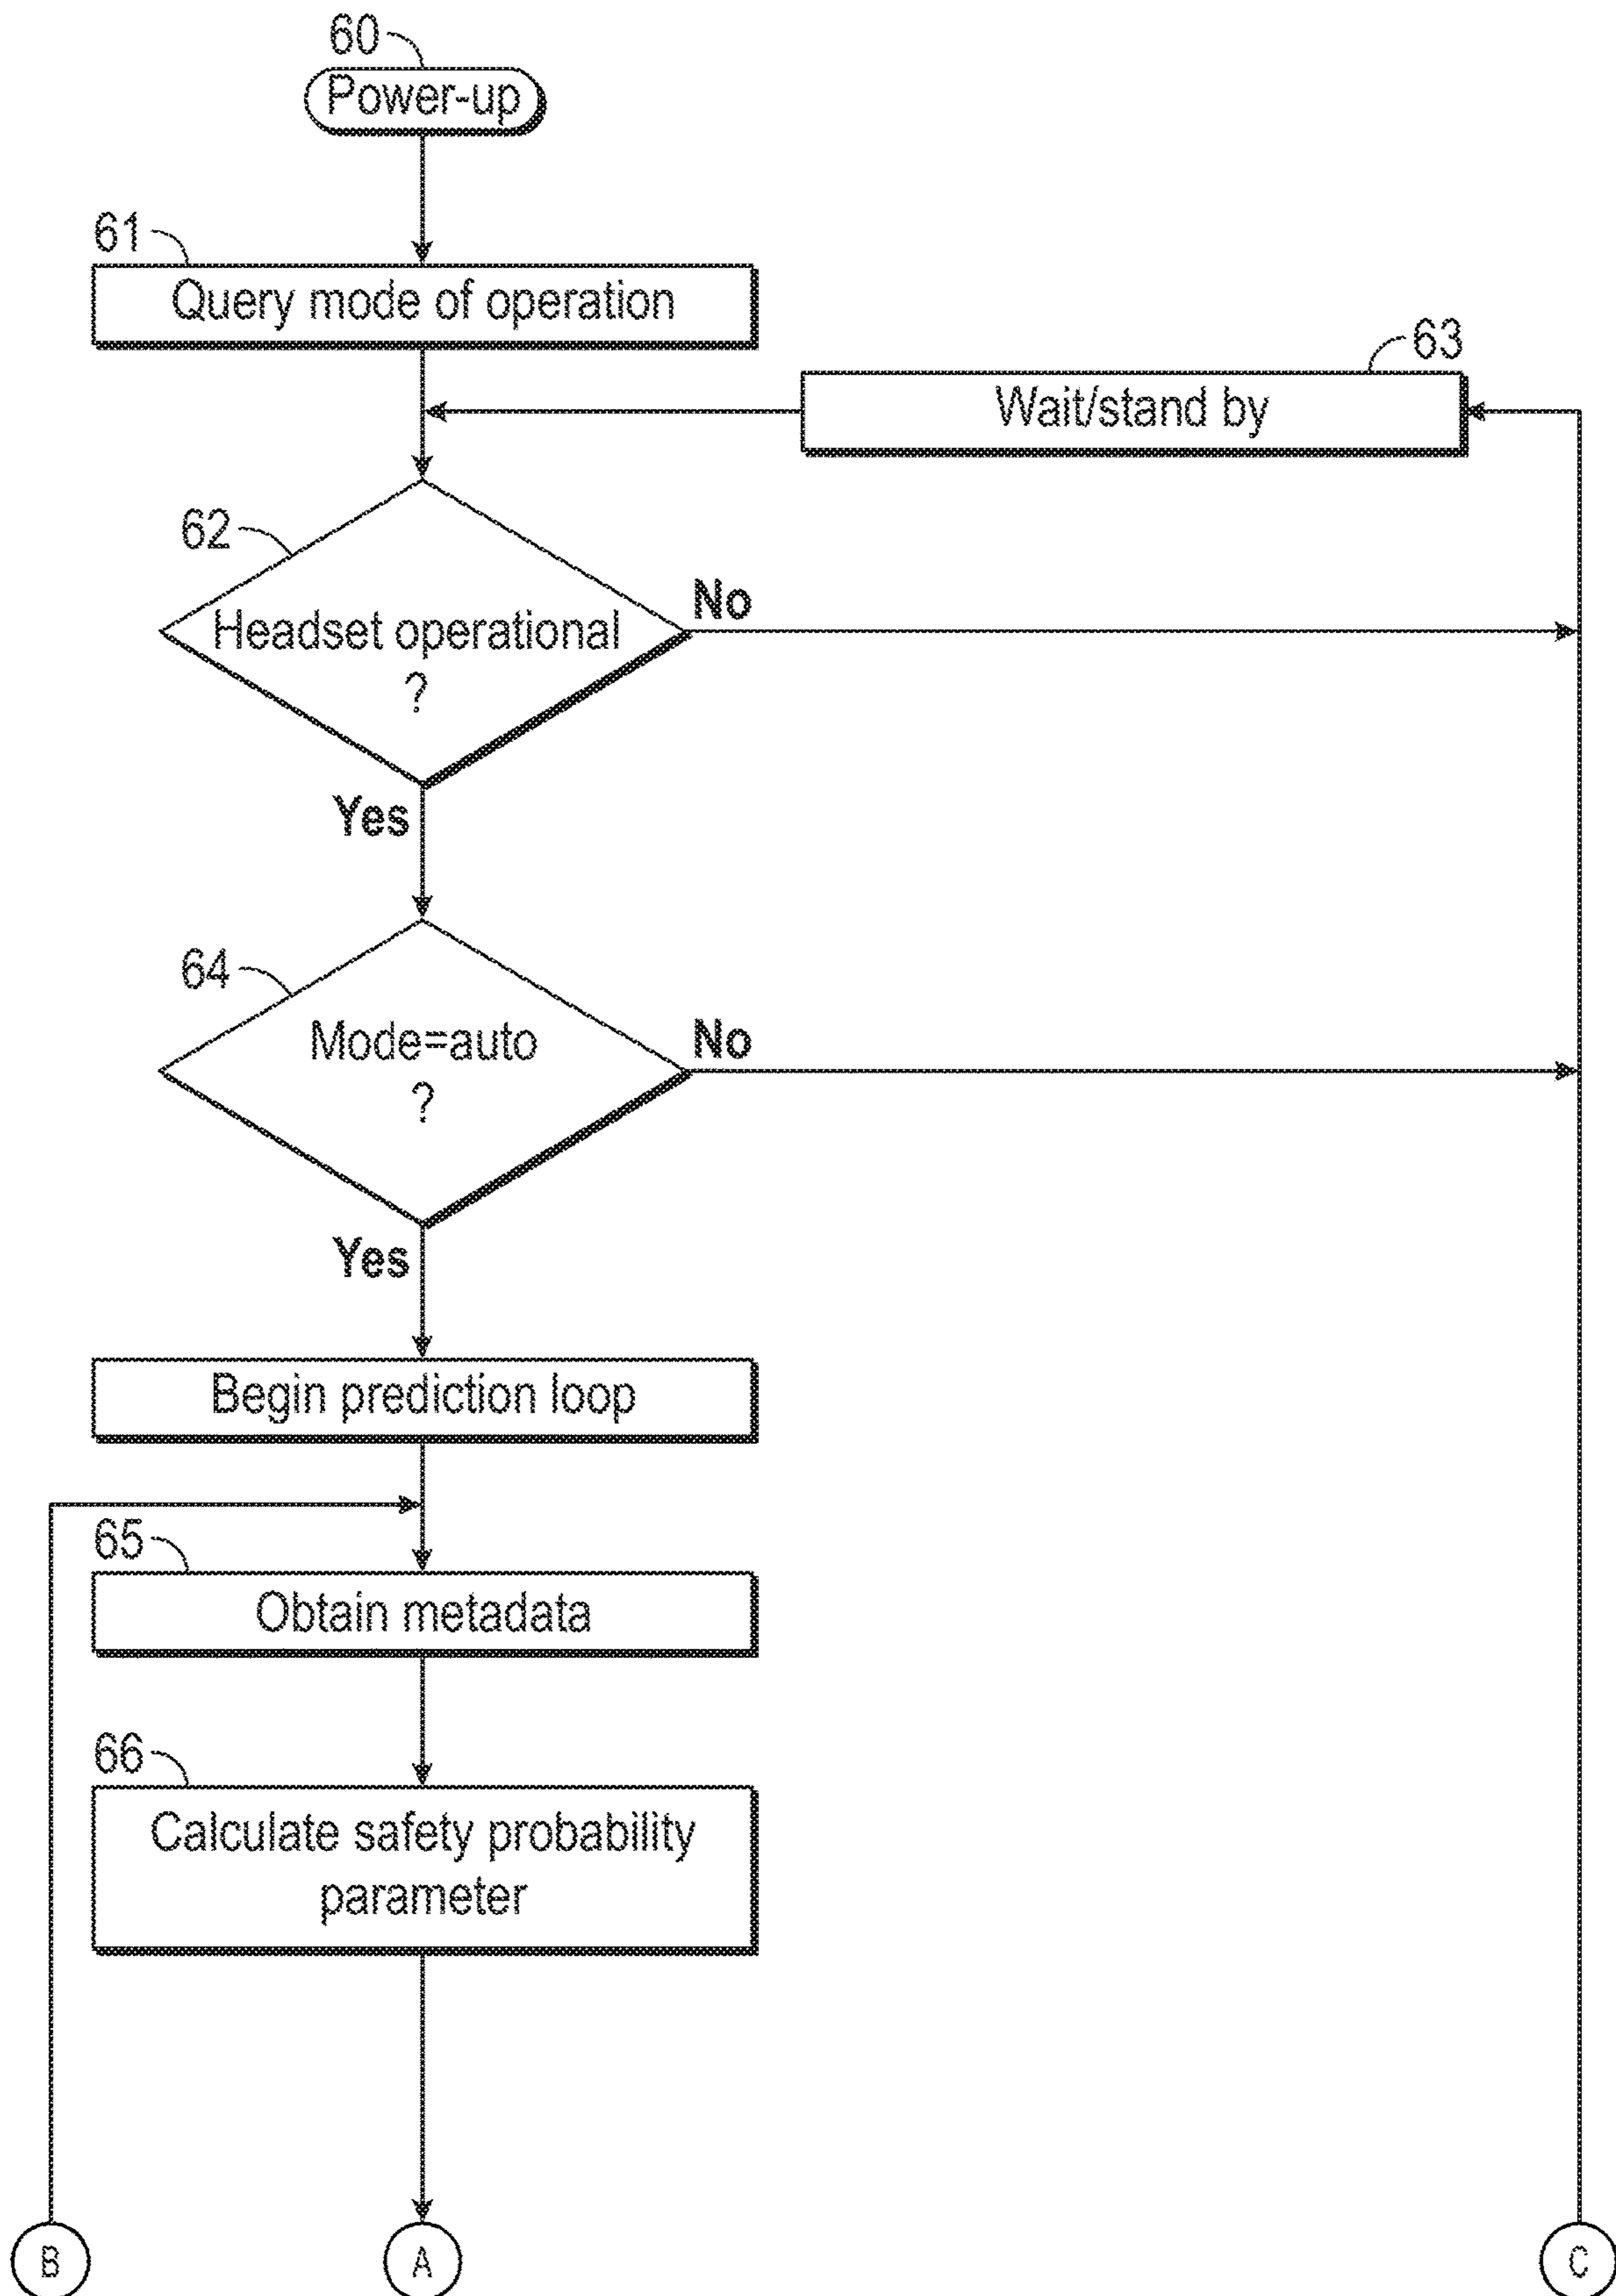 60
Power-up
61
Query mode of operation
63
Wait/stand by
62
Headset operational
?
No
Yes
64
Mode=auto
?
No
Yes
Begin prediction loop
65
Obtain metadata
66
Calculate safety probability
parameter
B
A
C